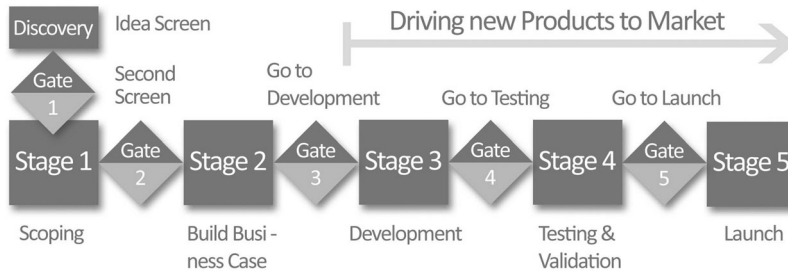 Discovery
Idea Screen
Driving new Products to Market
Gate
1
Second
Screen
Go to
Development
Go to Testing
Go to Launch
Stage 1
Gate
2
Stage 2
Gate
3
Stage 3
Gate
4
Stage 4
Gate
5
Stage 5
Scoping
Build Busi -
ness Case
Development
Testing &
Validation
Launch